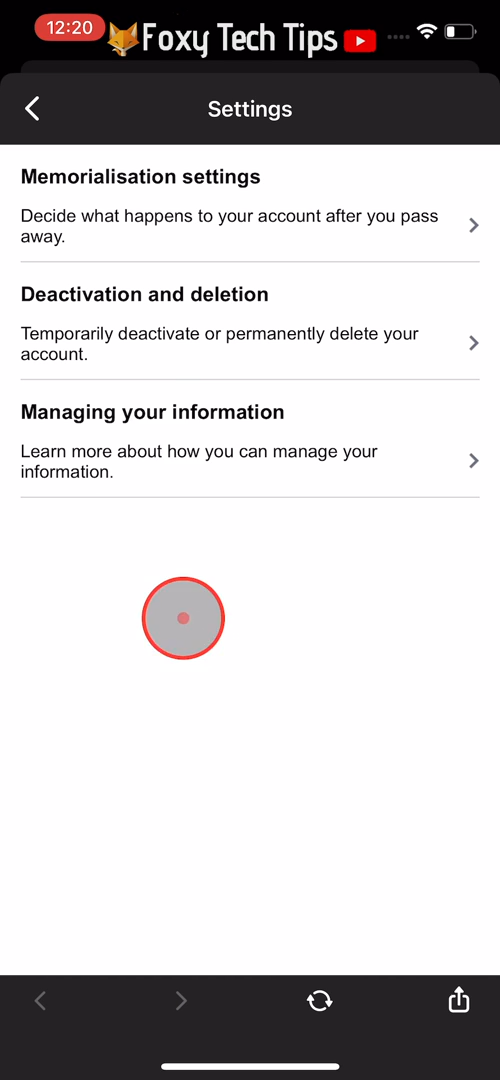 12:20
Foxy Tech Tips
Settings
Memorialisation settings
Decide what happens to your account after you pass
away.
Deactivation and deletion
Temporarily deactivate or permanently delete your
account.
Managing your information
Learn more about how you can manage your
information.